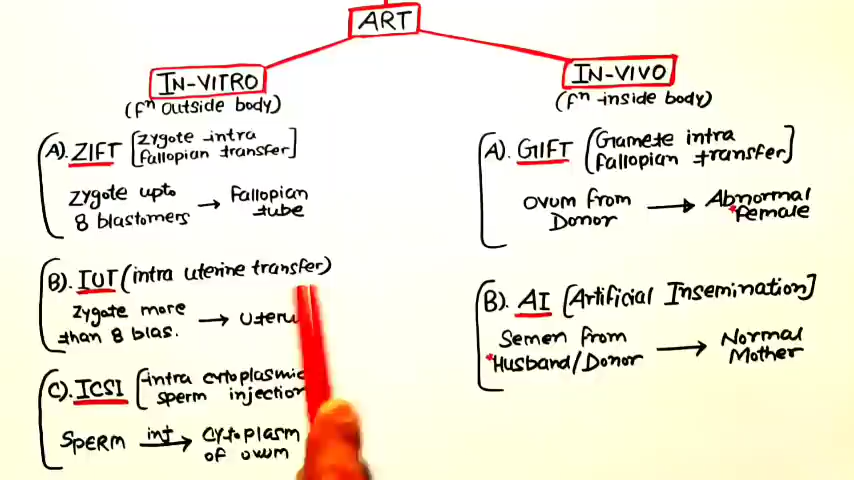 ART
IN-VITRO
(Fⁿ outside body)
A). ZIFT [Zygote intra
fallopian transfer]
Zygote upto
8 blastomers → Fallopian
tube
B). IUT (intra uterine transfer)
Zygate more
than 8 blas. → uteru
C). ICSI [intra cytoplasmic
sperm injection
SPERM int→ Cytoplasm
of ovum
IN-VIVO
(Fⁿ inside body)
A). GIFT [Gamete intra
fallopian transfer]
Ovum from
Donor → Abnormal
*Female
B). AI [Artificial Insemination]
Semen from
*Husband/Donor → Normal
Mother